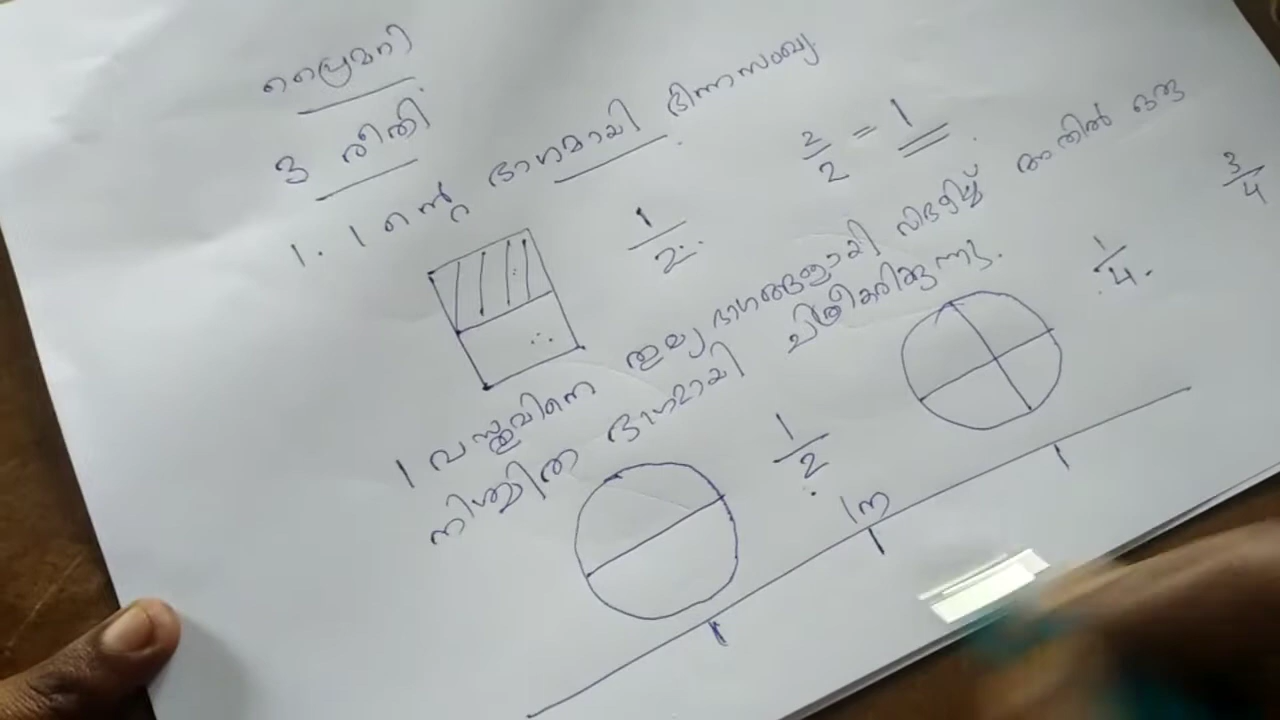 പ്രൈമറി
3 രീതി
1. 1 ന്റെ ഭാഗമായി ഭിന്നസംഖ്യ
1/2
2/2 = 1
1 വസ്തുവിനെ തുല്യ ഭാഗങ്ങളായി വിഭജിച്ച് അതിൽ ഒരു
നിശ്ചിത ഭാഗമായി ചിത്രീകരിക്കുന്നു.
3/4
1/2
1/4